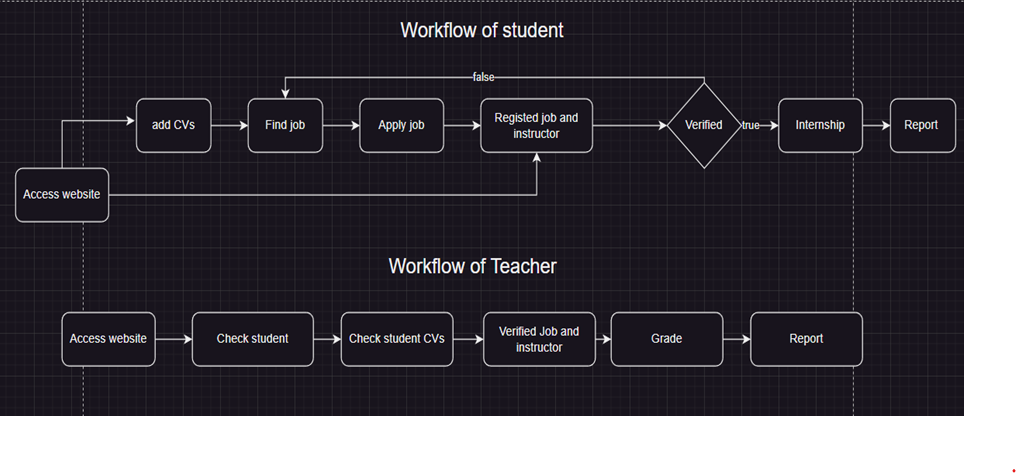 Workflow of student
false
add CVs
Find job
Apply job
Registed job and
instructor
Verified
true
Internship
Report
Access website
Workflow of Teacher
Access website
Check student
Check student CVs
Verified Job and
instructor
Grade
Report